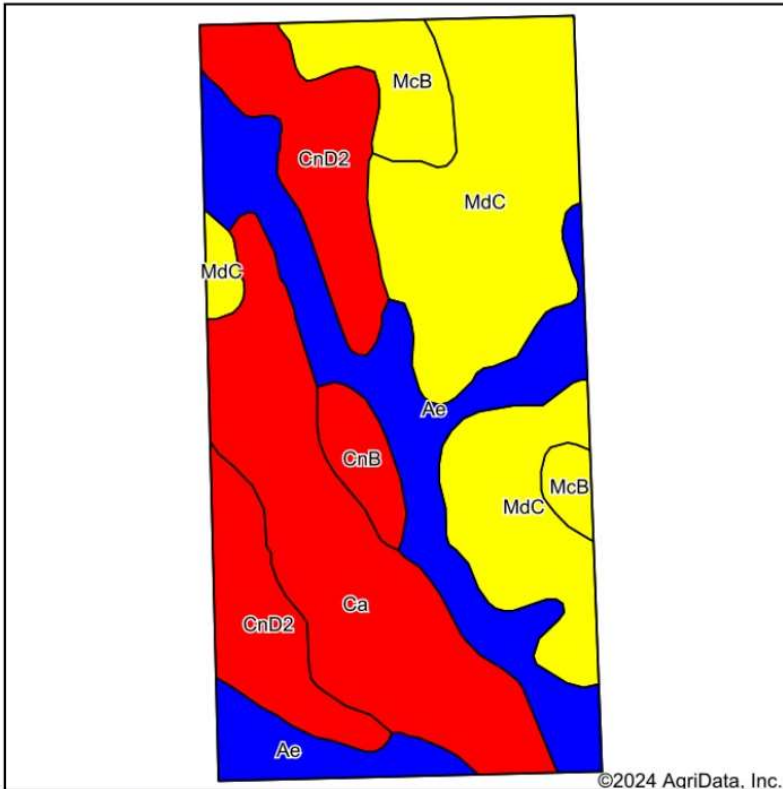 McB
CnD2
MdC
MdC
Ae
CnB
McB
MdC
Ca
CnD2
Ae
©2024 AgriData, Inc.